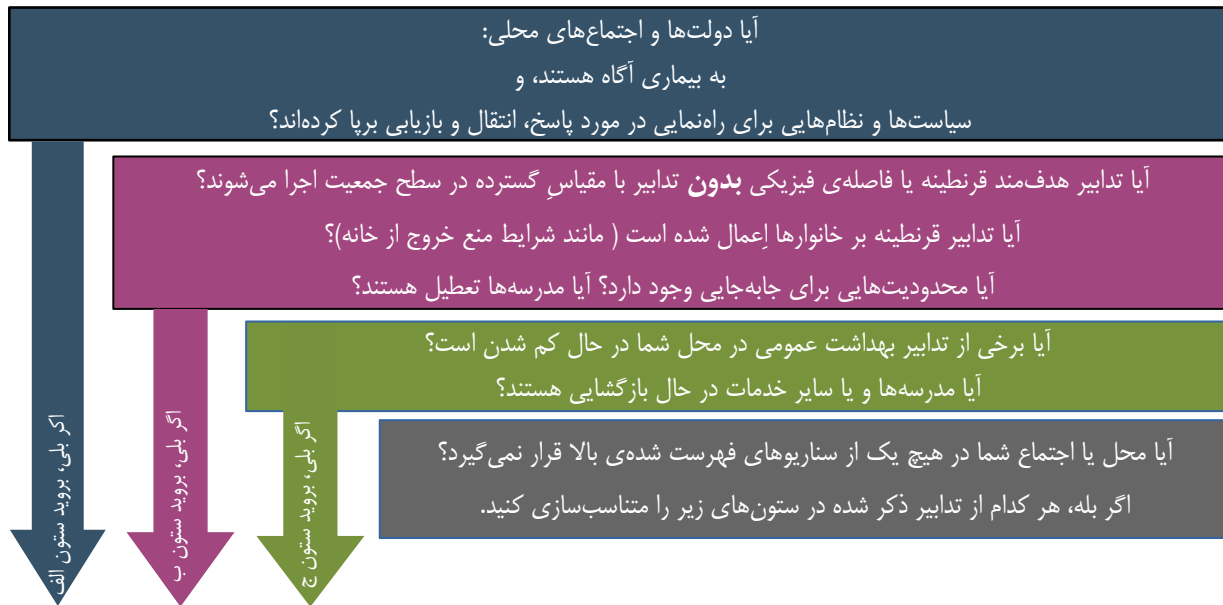 آیا دولت‌ها و اجتماع‌های محلی:
به بیماری آگاه هستند، و
سیاست‌ها و نظام‌هایی برای راه‌نمایی در مورد پاسخ، انتقال و بازیابی برپا کرده‌اند؟
آیا تدابیر هدف‌مند قرنطینه یا فاصله‌ی فیزیکی بدون تدابیر با مقیاسِ گسترده در سطح جمعیت اجرا می‌شوند؟
آیا تدابیر قرنطینه بر خانوارها اِعمال شده است ( مانند شرایط منع خروج از خانه)؟
آیا محدودیت‌هایی برای جابه‌جایی وجود دارد؟ آیا مدرسه‌ها تعطیل هستند؟
آیا برخی از تدابیر بهداشت عمومی در محل شما در حال کم شدن است؟
آیا مدرسه‌ها و یا سایر خدمات در حال بازگشایی هستند؟
آیا محل یا اجتماع شما در هیچ یک از سناریوهای فهرست شده‌ی بالا قرار نمی‌گیرد؟
اگر بله، هر کدام از تدابیر ذکر شده در ستون‌های زیر را متناسب‌سازی کنید.
اکر بلی، بروید ستون الف
اگر بلی، بروید ستون ب
اگر بلی، بروید ستون ج